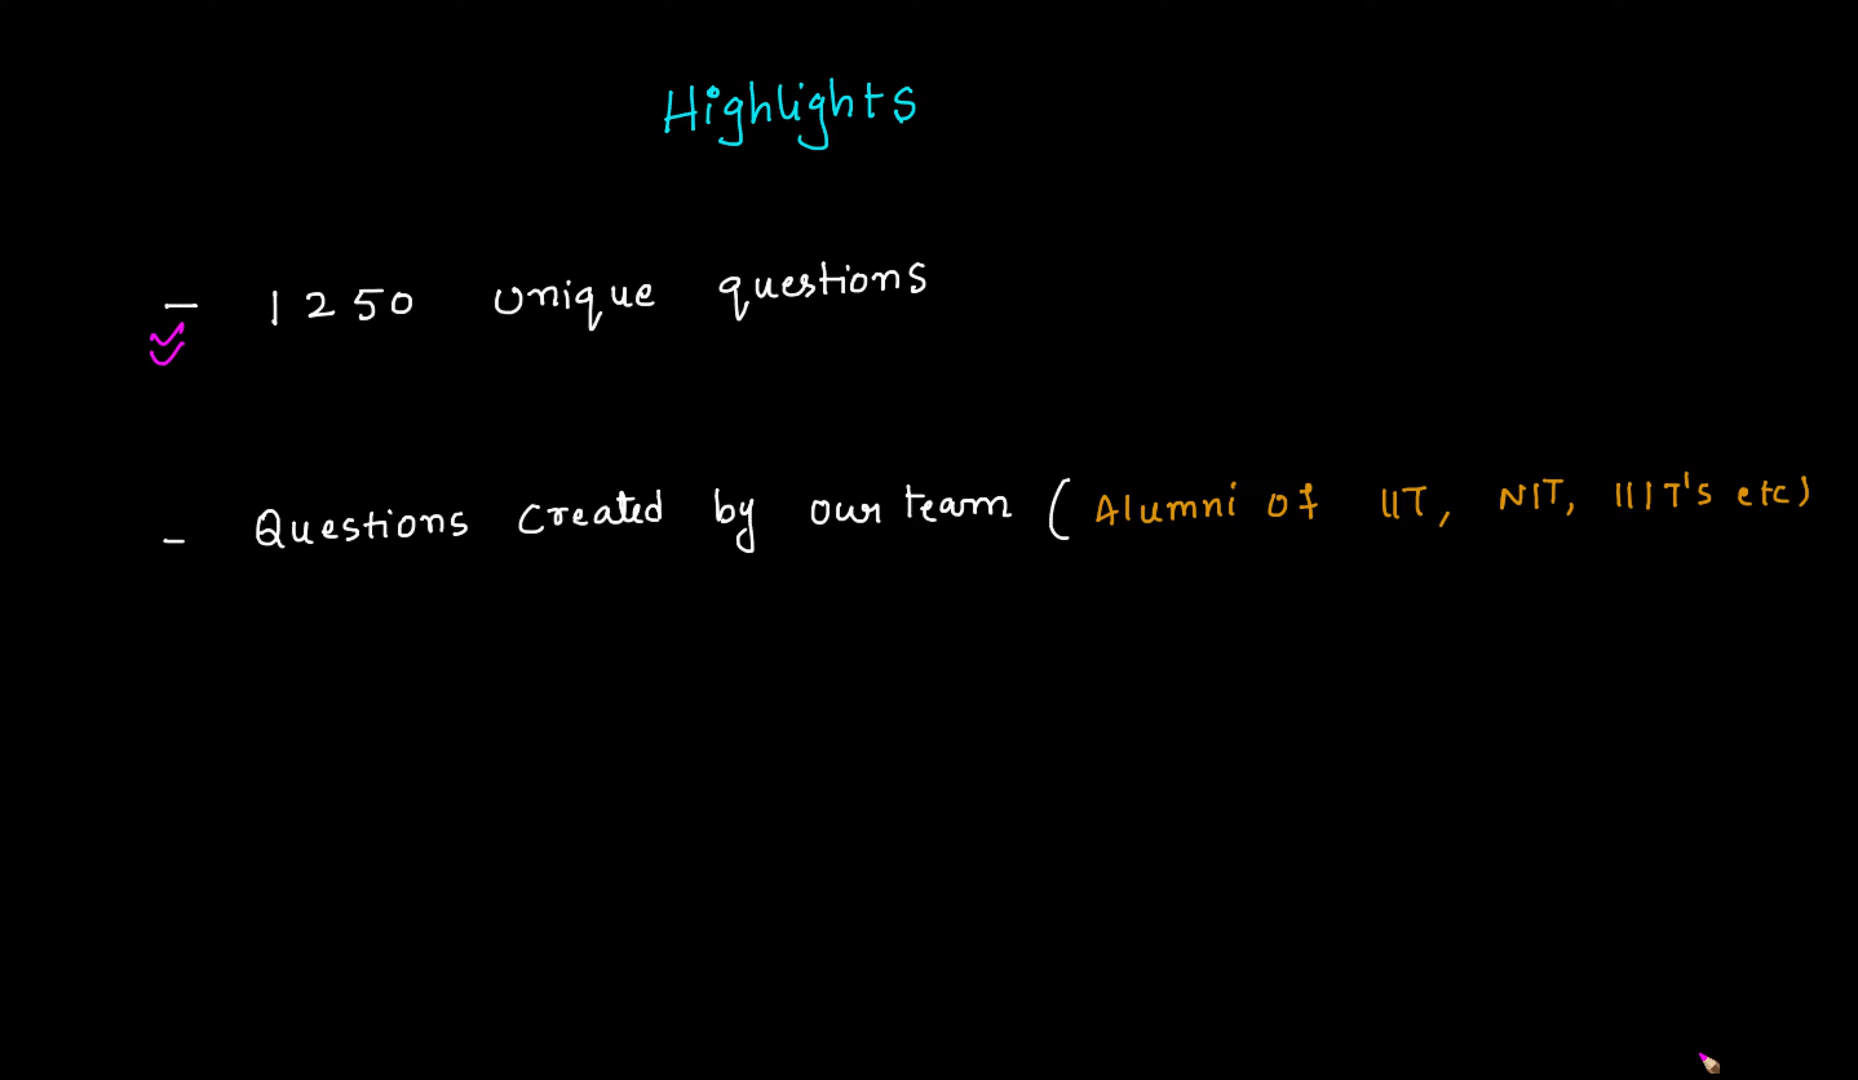 Highlights
- 1250 unique questions
- Questions created by our team (Alumni of IIT, NIT, IIIT's etc)